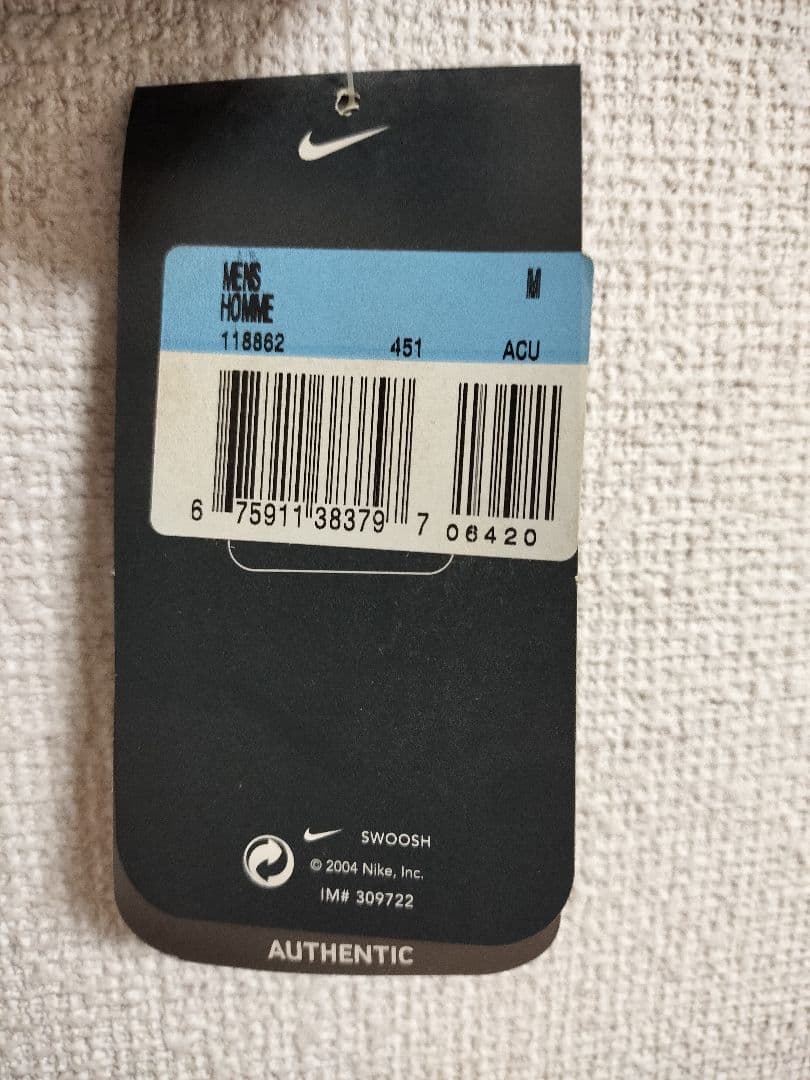 MENS M
HOMME
118862 451 ACU
6 75911 38379 7 06420
SWOOSH
© 2004 Nike, Inc.
IM# 309722
AUTHENTIC